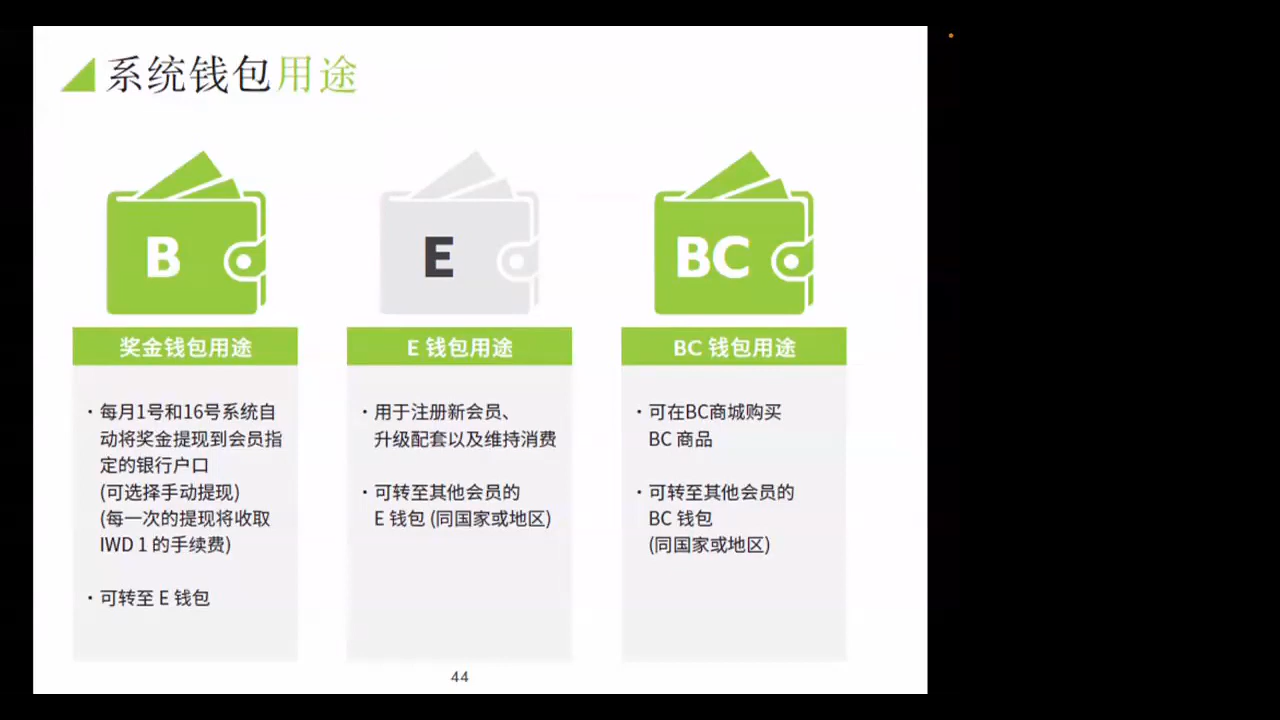 系统钱包用途
B
E
BC
奖金钱包用途
E 钱包用途
BC 钱包用途
・每月1号和16号系统自
动将奖金提现到会员指
定的银行户口
(可选择手动提现)
(每一次的提现将收取
IWD 1 的手续费)
・可转至 E 钱包
・用于注册新会员、
升级配套以及维持消费
・可转至其他会员的
E 钱包 (同国家或地区)
・可在BC商城购买
BC 商品
・可转至其他会员的
BC 钱包
(同国家或地区)
44